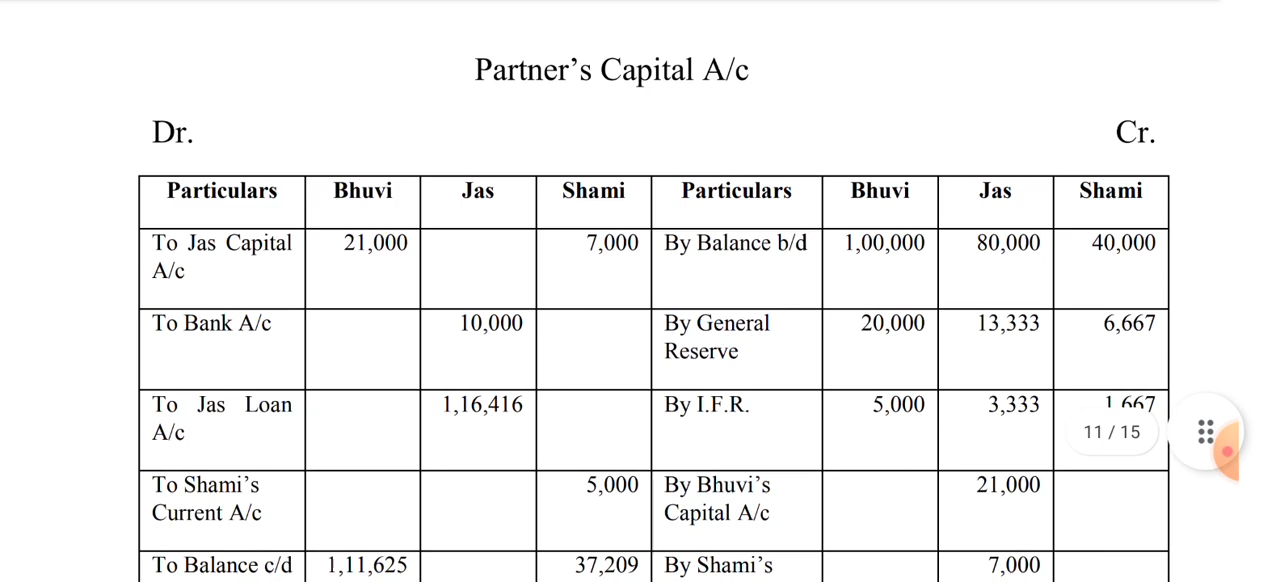 Partner’s Capital A/c
Dr. Cr.
Particulars Bhuvi Jas Shami Particulars Bhuvi Jas Shami
To Jas Capital 21,000 7,000 By Balance b/d 1,00,000 80,000 40,000
A/c
To Bank A/c 10,000 By General 20,000 13,333 6,667
Reserve
To Jas Loan 1,16,416 By I.F.R. 5,000 3,333 1,667
A/c
11 / 15
To Shami’s 5,000 By Bhuvi’s 21,000
Current A/c Capital A/c
To Balance c/d 1,11,625 37,209 By Shami’s 7,000